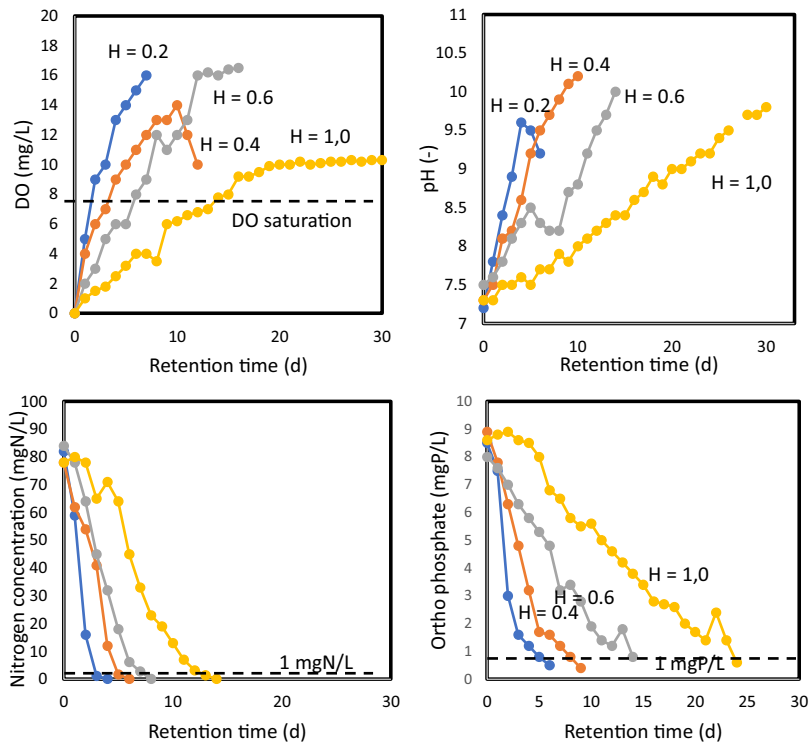 DO (mg/L)
20
18
16
14
12
10
8
6
4
2
0
H = 0.2
H = 0.6
H = 0.4
H = 1,0
DO saturation
0 10 20 30
Retention time (d)
pH (-)
11
10.5
10
9.5
9
8.5
8
7.5
7
H = 0.4
H = 0.2
H = 0.6
H = 1,0
0 10 20 30
Retention time (d)
Nitrogen concentration (mgN/L)
100
90
80
70
60
50
40
30
20
10
0
1 mgN/L
0 10 20 30
Retention time (d)
Ortho phosphate (mgP/L)
10
9
8
7
6
5
4
3
2
1
0
H = 1,0
H = 0.6
H = 0.4
1 mgP/L
0 5 10 15 20 25 30
Retention time (d)